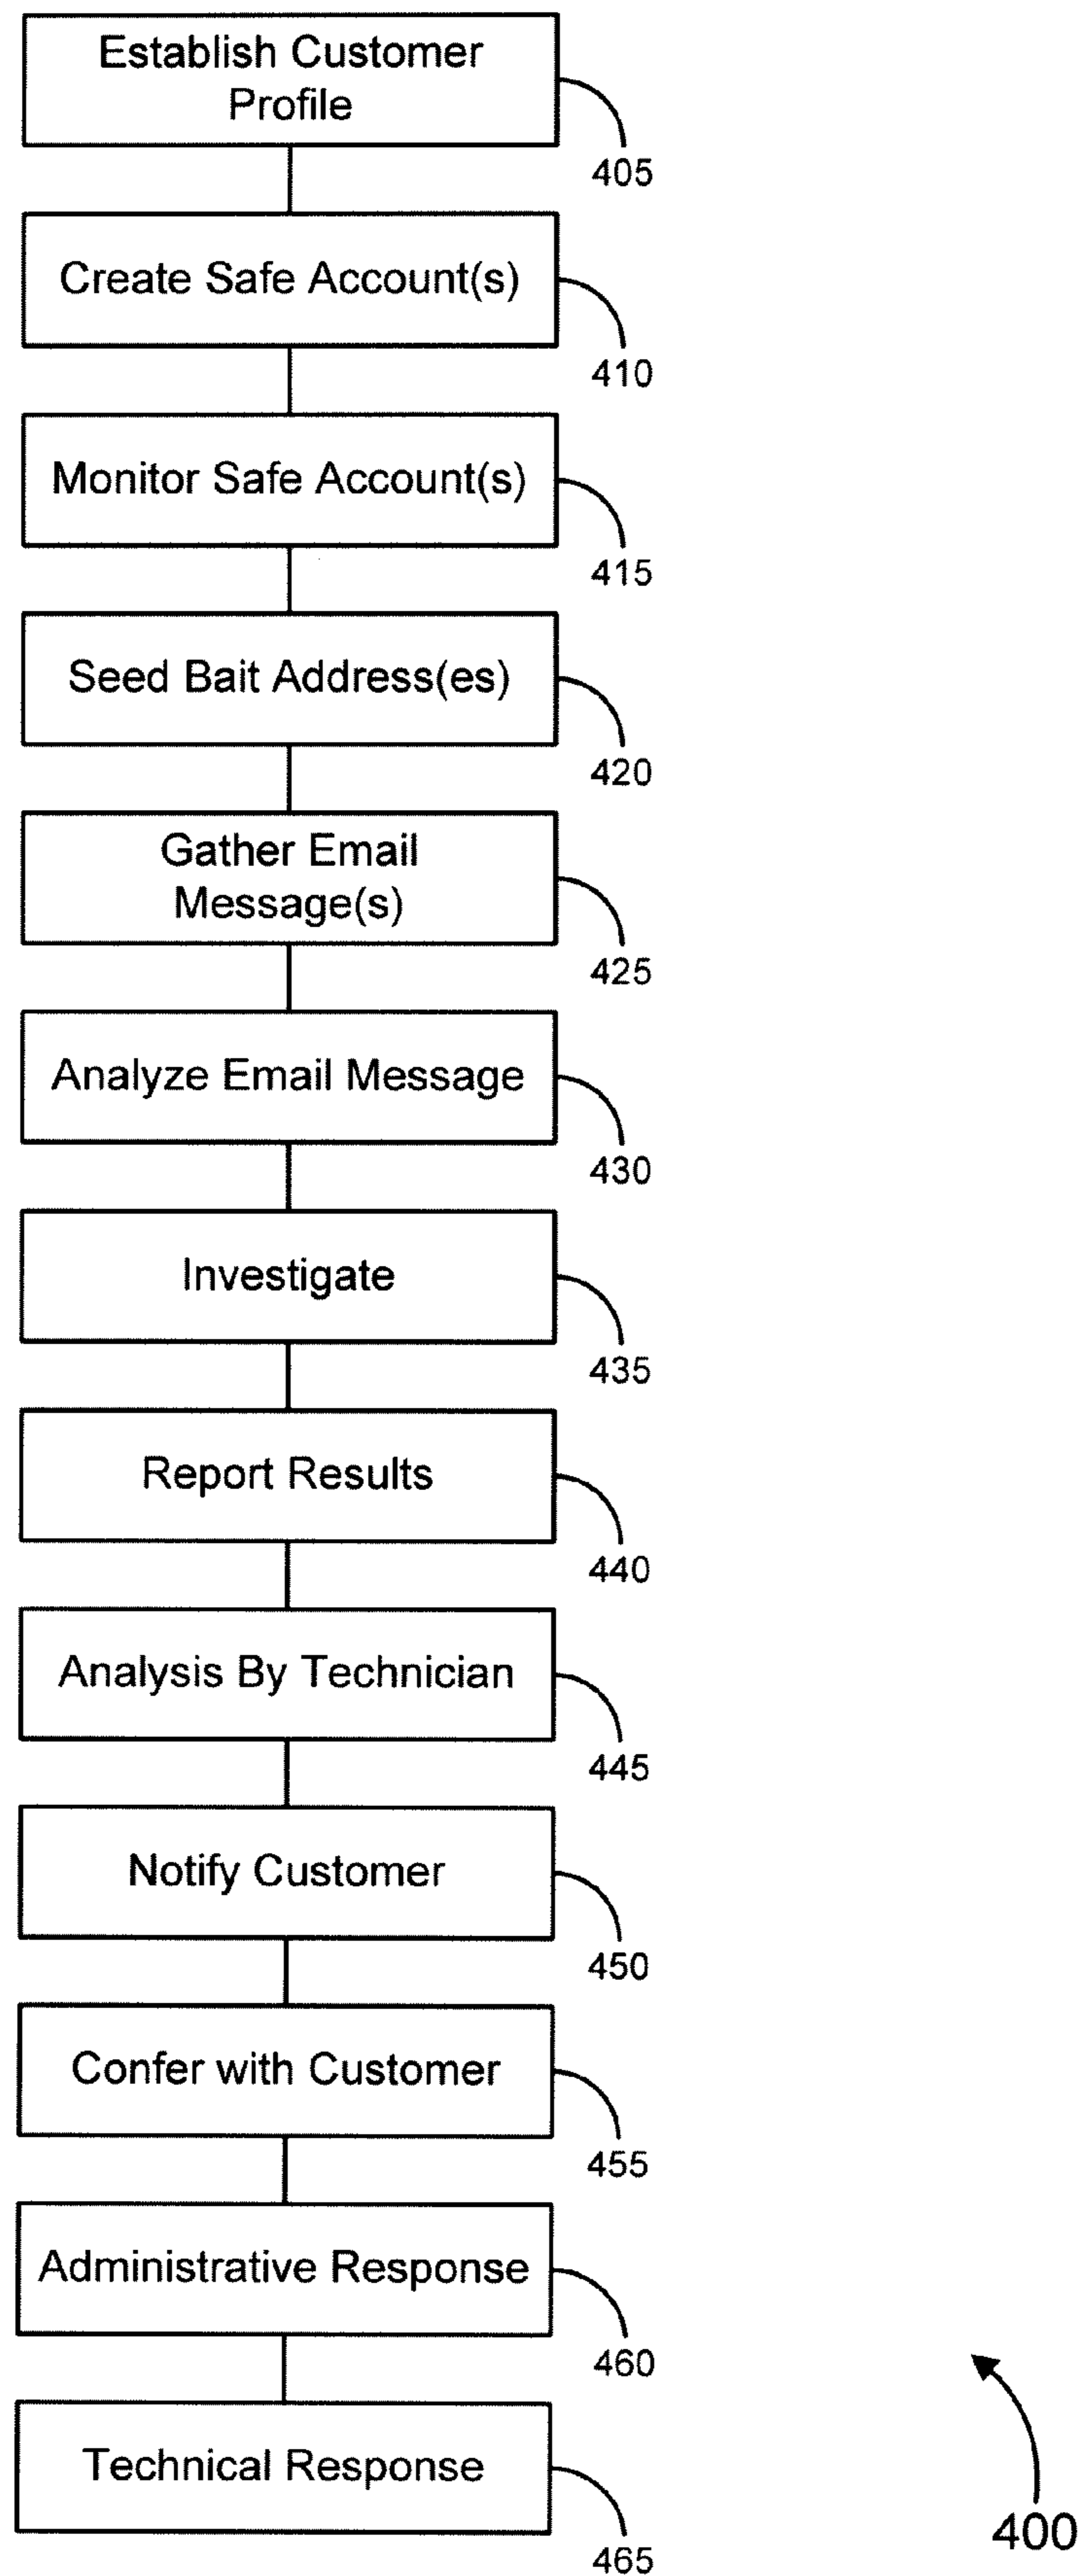 Establish Customer
Profile
405
Create Safe Account(s)
410
Monitor Safe Account(s)
415
Seed Bait Address(es)
420
Gather Email
Message(s)
425
Analyze Email Message
430
Investigate
435
Report Results
440
Analysis By Technician
445
Notify Customer
450
Confer with Customer
455
Administrative Response
460
Technical Response
465
400